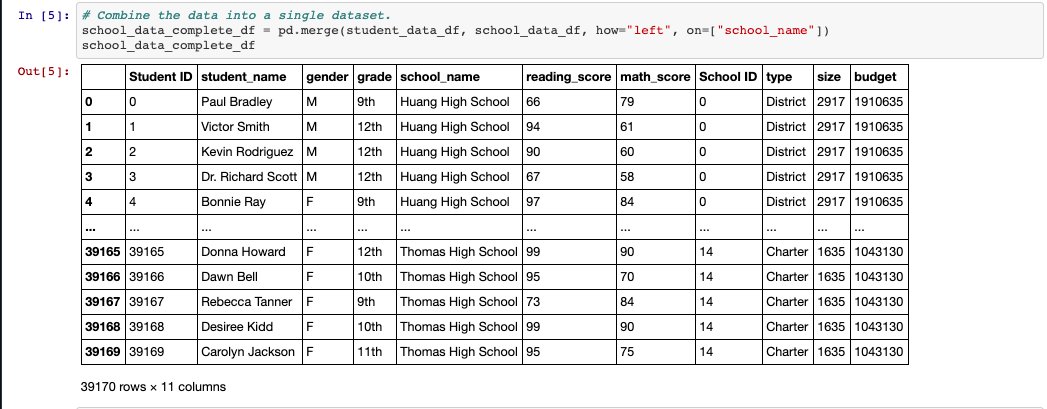 In [5]: # Combine the data into a single dataset.
school_data_complete_df = pd.merge(student_data_df, school_data_df, how="left", on=["school_name"])
school_data_complete_df
Out[5]: Student ID student_name gender grade school_name reading_score math_score School ID type size budget
0 0 Paul Bradley M 9th Huang High School 66 79 0 District 2917 1910635
1 1 Victor Smith M 12th Huang High School 94 61 0 District 2917 1910635
2 2 Kevin Rodriguez M 12th Huang High School 90 60 0 District 2917 1910635
3 3 Dr. Richard Scott M 12th Huang High School 67 58 0 District 2917 1910635
4 4 Bonnie Ray F 9th Huang High School 97 84 0 District 2917 1910635
... ... ... ... ... ... ... ... ... ... ... ...
39165 39165 Donna Howard F 12th Thomas High School 99 90 14 Charter 1635 1043130
39166 39166 Dawn Bell F 10th Thomas High School 95 70 14 Charter 1635 1043130
39167 39167 Rebecca Tanner F 9th Thomas High School 73 84 14 Charter 1635 1043130
39168 39168 Desiree Kidd F 10th Thomas High School 99 90 14 Charter 1635 1043130
39169 39169 Carolyn Jackson F 11th Thomas High School 95 75 14 Charter 1635 1043130
39170 rows × 11 columns